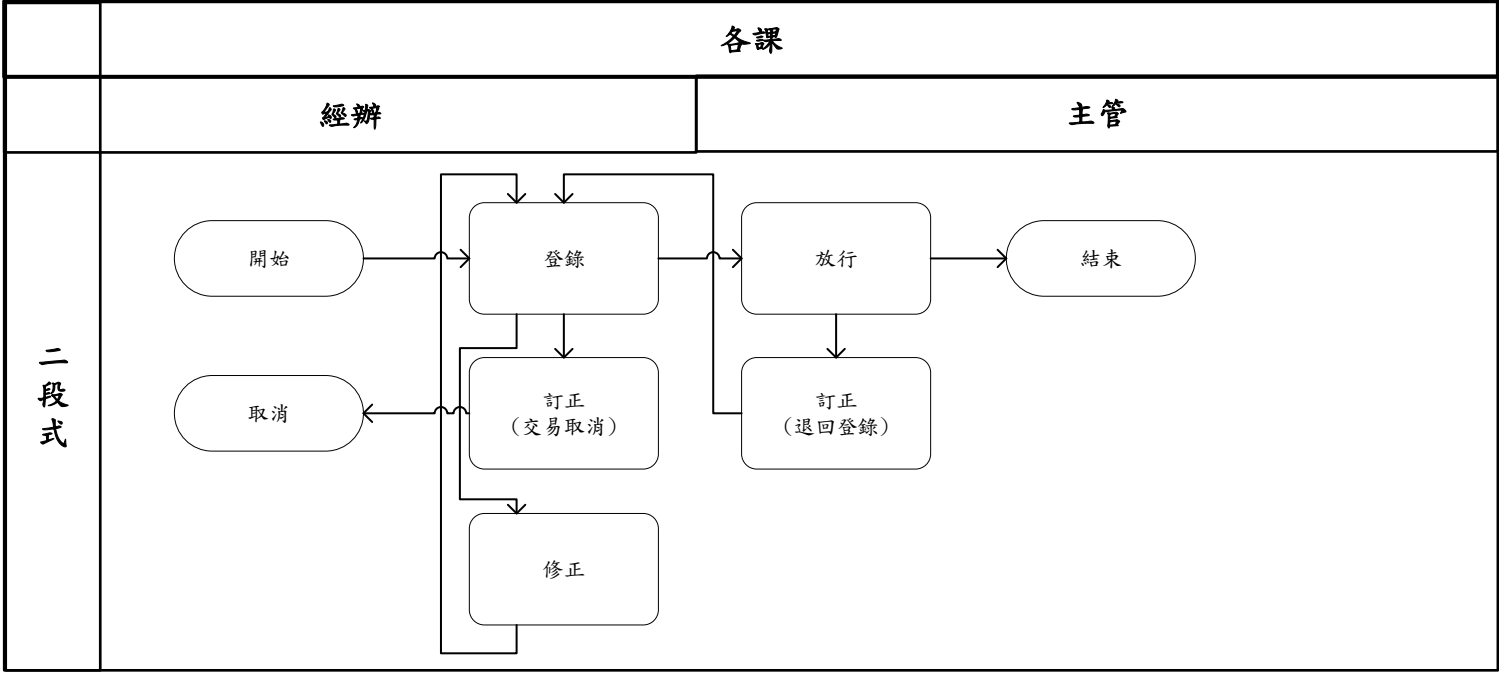 各課
經辦
主管
二
段
式
開始
登錄
放行
結束
取消
訂正
（交易取消）
訂正
（退回登錄）
修正